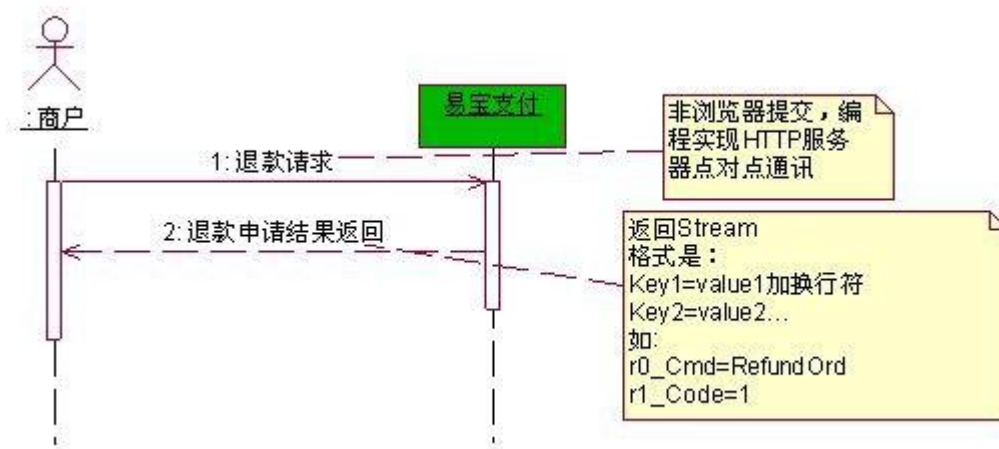 : 商户
易宝支付
非浏览器提交，编
程实现HTTP服务
器点对点通讯
1: 退款请求
2: 退款申请结果返回
返回Stream
格式是：
Key1=value1加换行符
Key2=value2...
如:
r0_Cmd=RefundOrd
r1_Code=1